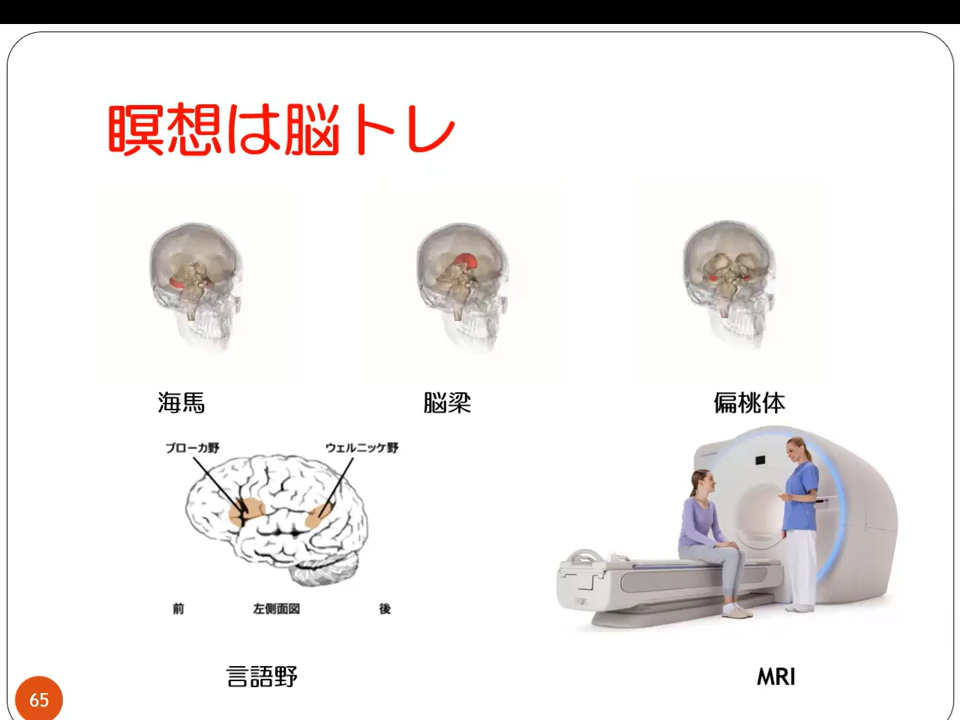 瞑想は脳トレ
海馬
脳梁
偏桃体
ブローカ野
ウェルニッケ野
前
左側面図
後
言語野
MRI
65